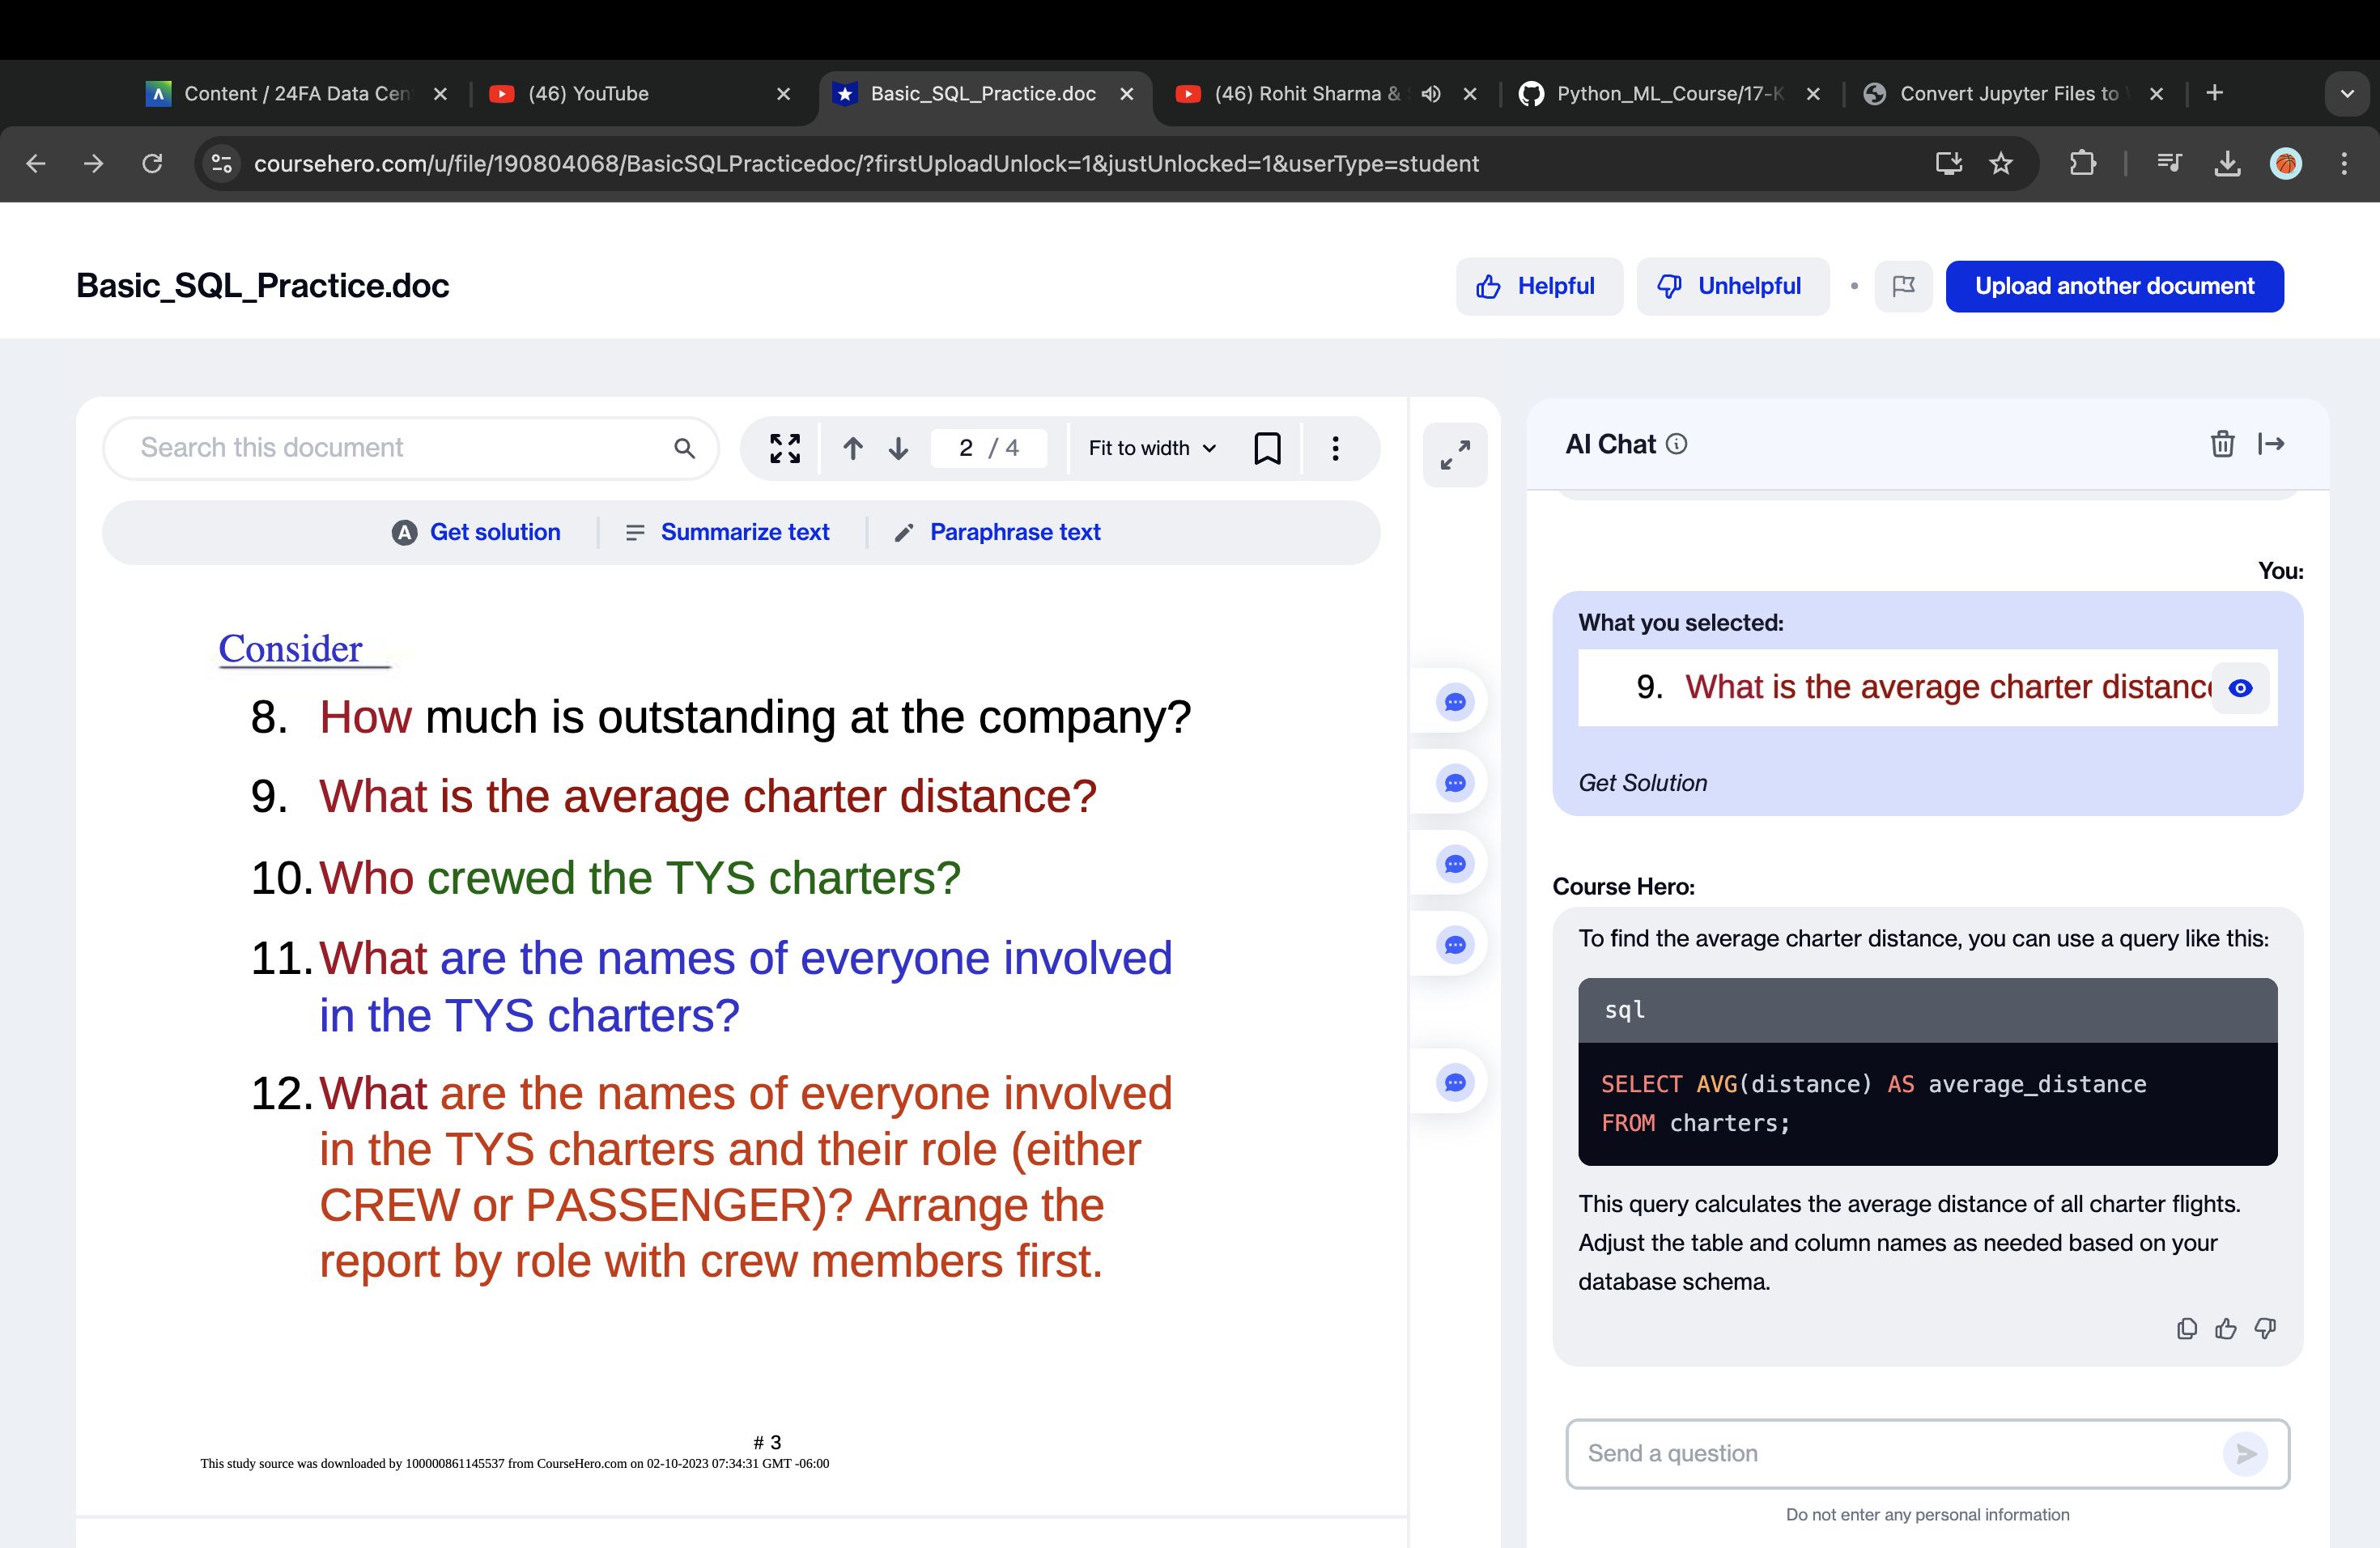 Content / 24FA Data Cen
(46) YouTube
Basic_SQL_Practice.doc
(46) Rohit Sharma &
Python_ML_Course/17-K
Convert Jupyter Files to
coursehero.com/u/file/190804068/BasicSQLPracticedoc/?firstUploadUnlock=1&justUnlocked=1&userType=student
Basic_SQL_Practice.doc
Helpful
Unhelpful
Upload another document
Search this document
2 / 4
Fit to width
Get solution
Summarize text
Paraphrase text
Consider
8. How much is outstanding at the company?
9. What is the average charter distance?
10. Who crewed the TYS charters?
11. What are the names of everyone involved
in the TYS charters?
12. What are the names of everyone involved
in the TYS charters and their role (either
CREW or PASSENGER)? Arrange the
report by role with crew members first.
# 3
This study source was downloaded by 100000861145537 from CourseHero.com on 02-10-2023 07:34:31 GMT -06:00
AI Chat
You:
What you selected:
9. What is the average charter distance
Get Solution
Course Hero:
To find the average charter distance, you can use a query like this:
sql
SELECT AVG(distance) AS average_distance
FROM charters;
This query calculates the average distance of all charter flights.
Adjust the table and column names as needed based on your
database schema.
Send a question
Do not enter any personal information